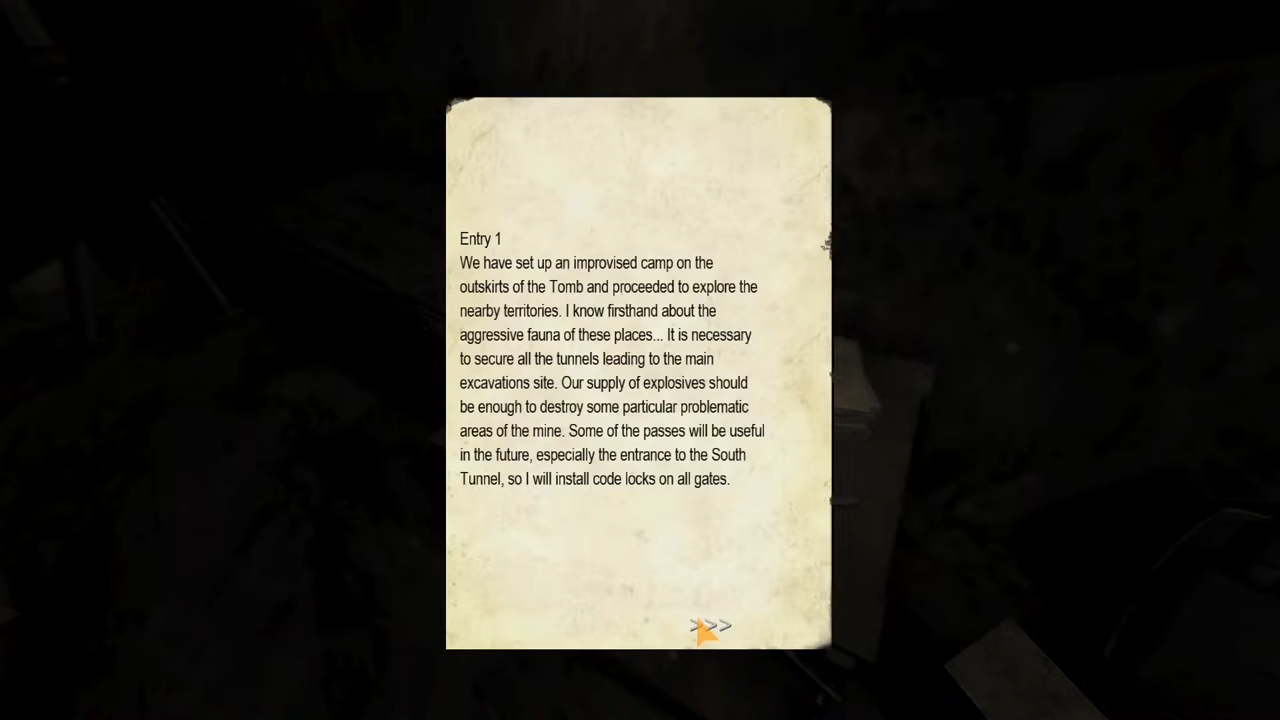 Entry 1
We have set up an improvised camp on the
outskirts of the Tomb and proceeded to explore the
nearby territories. I know firsthand about the
aggressive fauna of these places... It is necessary
to secure all the tunnels leading to the main
excavations site. Our supply of explosives should
be enough to destroy some particular problematic
areas of the mine. Some of the passes will be useful
in the future, especially the entrance to the South
Tunnel, so I will install code locks on all gates.
>>>